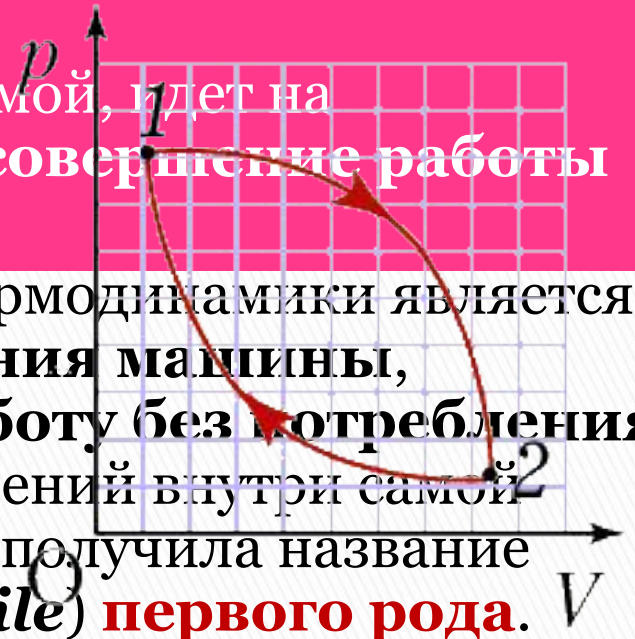 p
мой, идет на
1
совершение работы
рмодинамики является
ния машины,
боту без потребления
ений внутри самой
2
получила название
O
V
ile) первого рода.